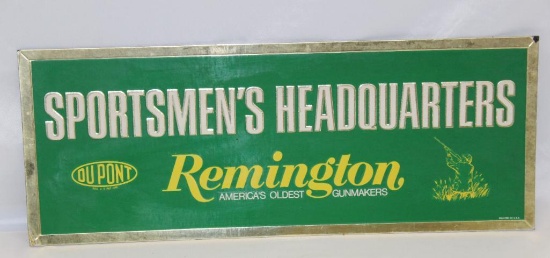 SPORTSMEN'S HEADQUARTERS
DU PONT
Remington
AMERICA'S OLDEST GUNMAKERS